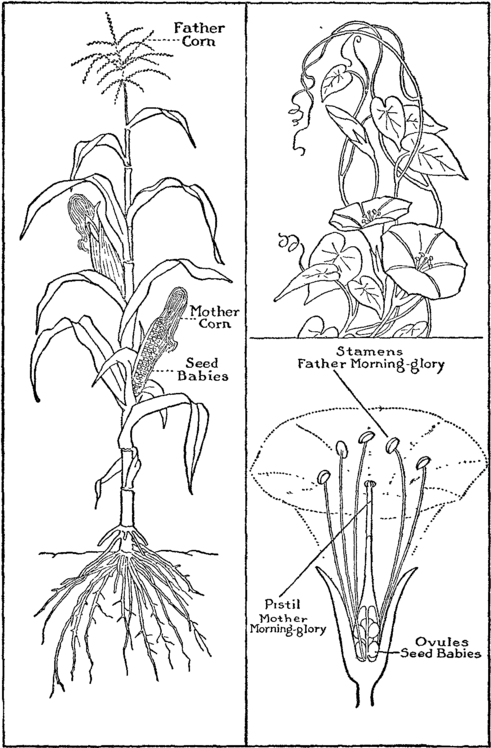 Father
Corn
Mother
Corn
Seed
Babies
Stamens
Father Morning-glory
Pistil
Mother
Morning-glory
Ovules
Seed Babies